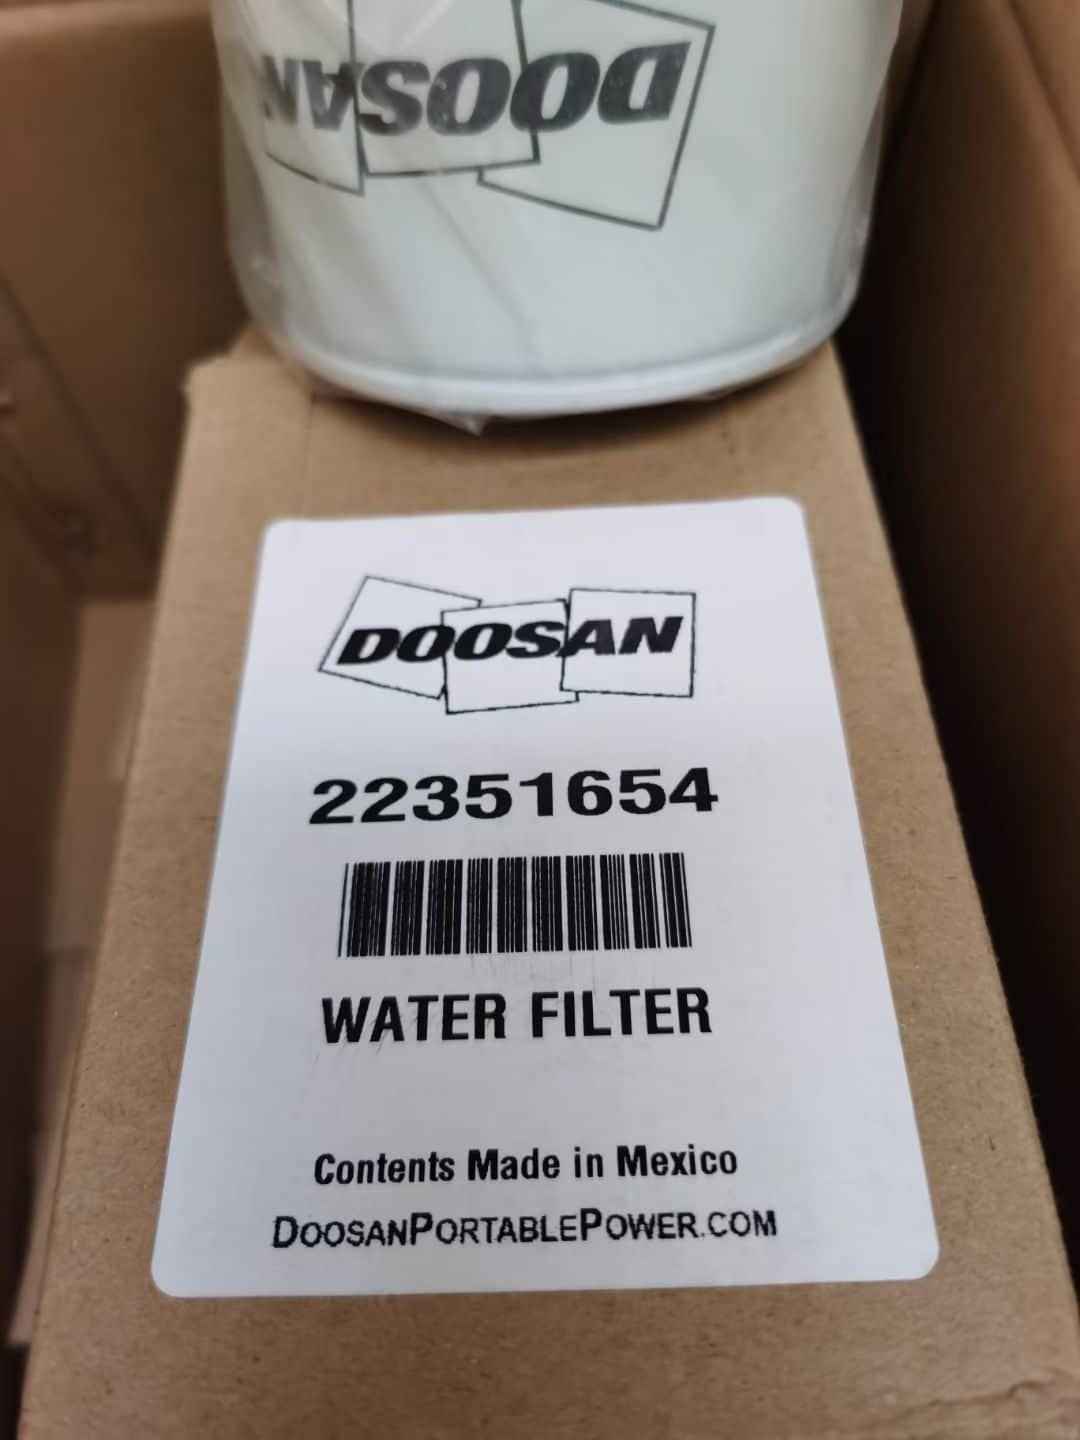 DOOSAN
DOOSAN
22351654
WATER FILTER
Contents Made in Mexico
DOOSANPORTABLEPOWER.COM